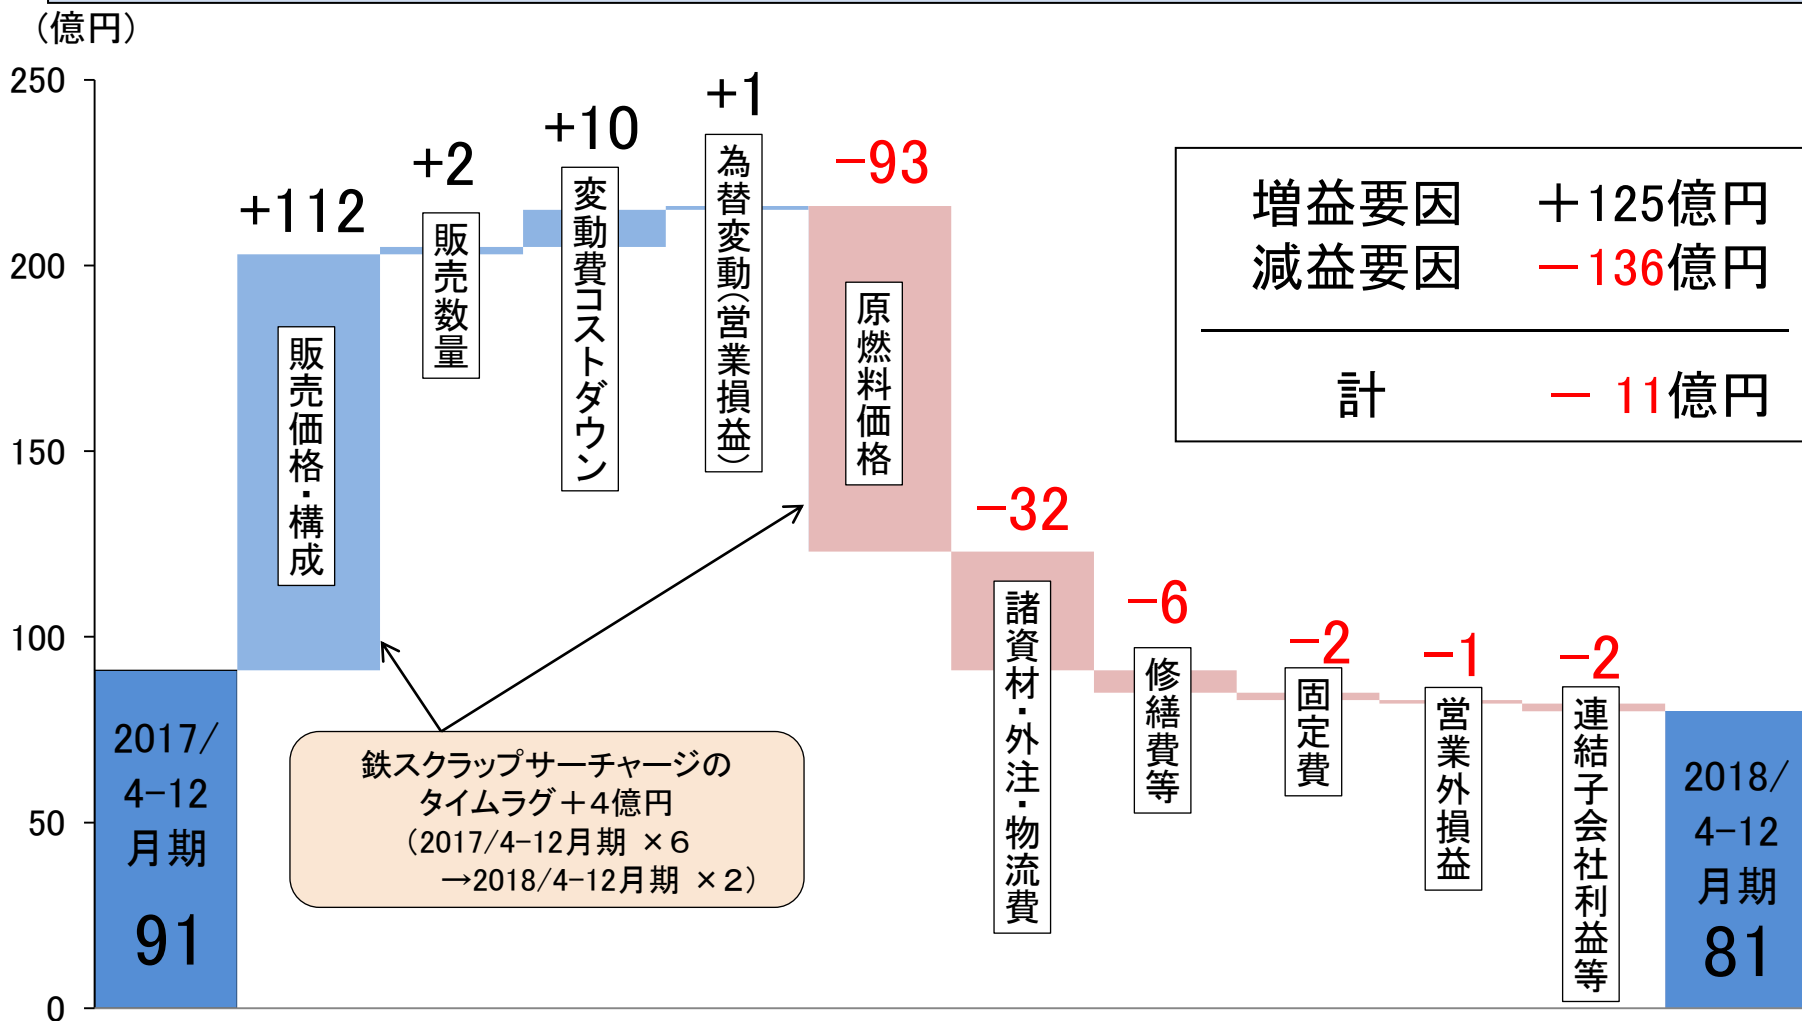 （億円）
250
200
150
100
50
0
2017/
4-12
月期
91
+112
販売価格・構成
+2
販売数量
+10
変動費コストダウン
+1
為替変動（営業損益）
−93
原燃料価格
−32
諸資材・外注・物流費
−6
修繕費等
−2
固定費
−1
営業外損益
−2
連結子会社利益等
2018/
4-12
月期
81
増益要因　＋125億円
減益要因　－136億円
計　－ 11億円
鉄スクラップサーチャージの
タイムラグ＋４億円
（2017/4-12月期 ×６
→2018/4-12月期 ×２）